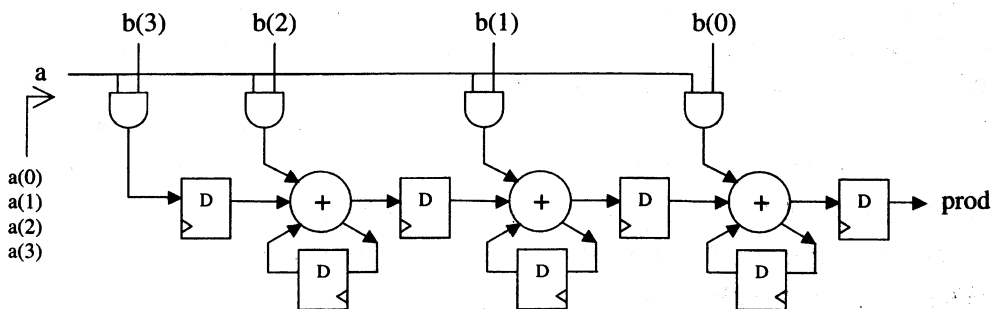 b(3) b(2) b(1) b(0)
a
a(0)
a(1)
a(2)
a(3)
D + D + D + D prod
D D D